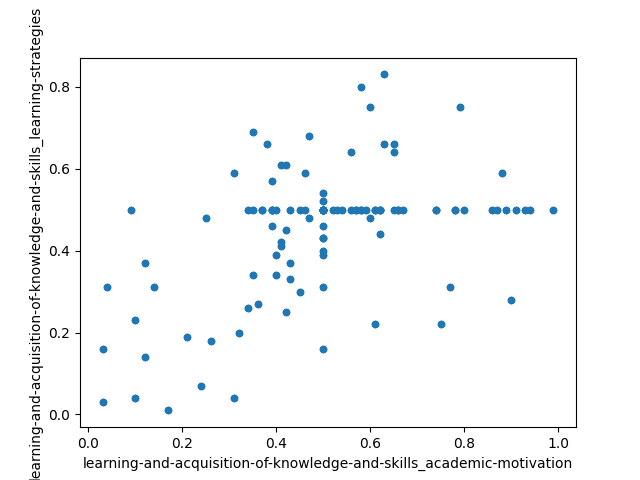 learning-and-acquisition-of-knowledge-and-skills_learning-strategies
0.8
0.6
0.4
0.2
0.0
0.0 0.2 0.4 0.6 0.8 1.0
learning-and-acquisition-of-knowledge-and-skills_academic-motivation